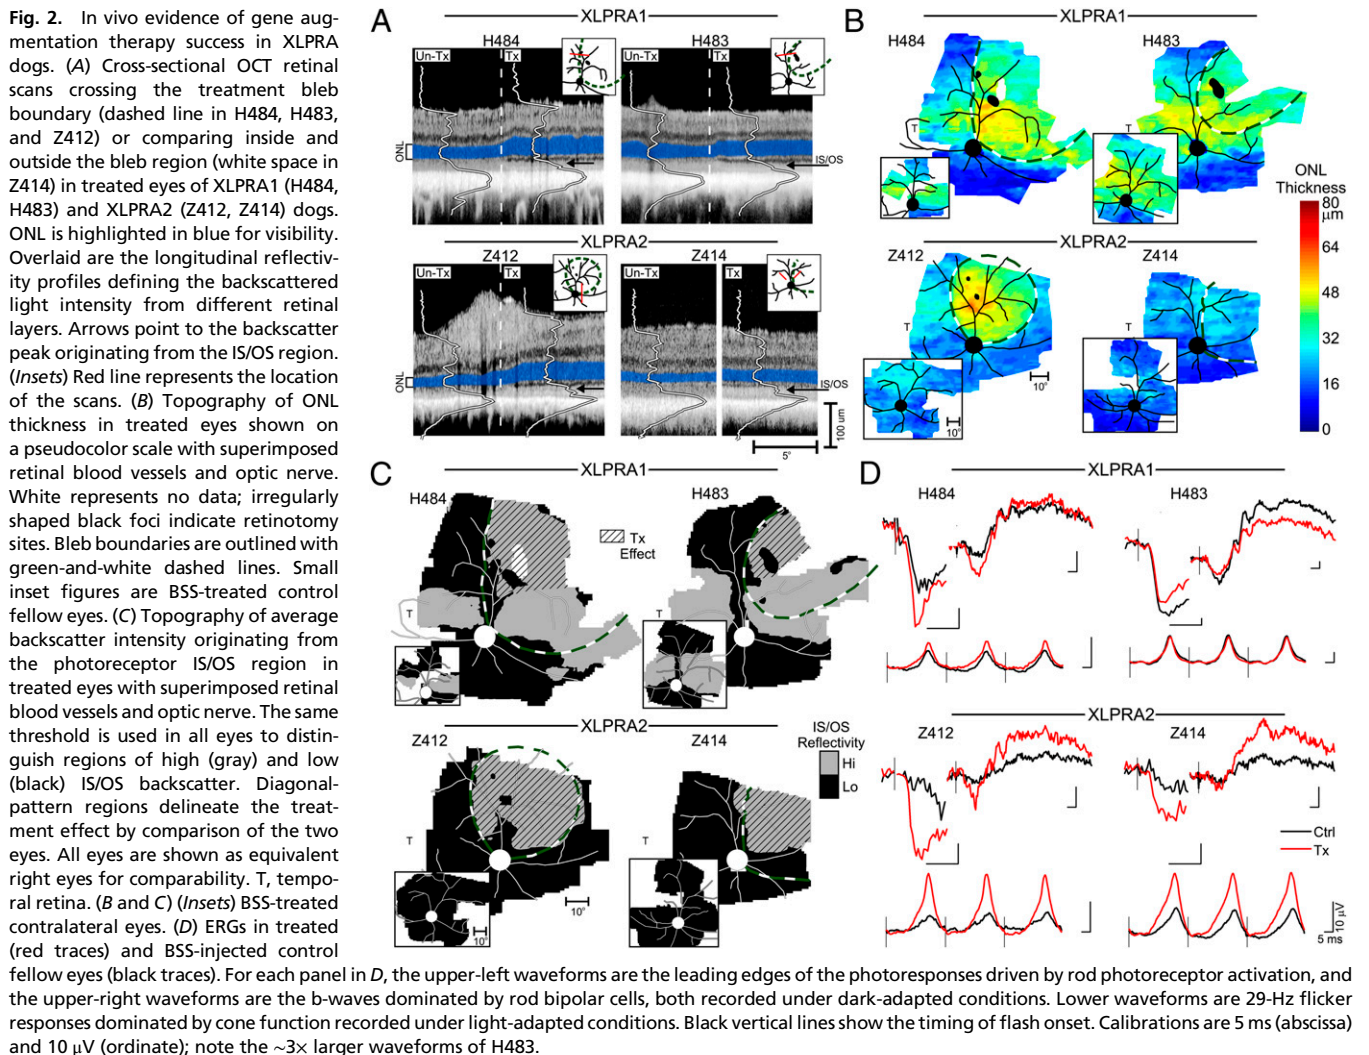 Fig. 2. In vivo evidence of gene aug-
mentation therapy success in XLPRA
dogs. (A) Cross-sectional OCT retinal
scans crossing the treatment bleb
boundary (dashed line in H484, H483,
and Z412) or comparing inside and
outside the bleb region (white space in
Z414) in treated eyes of XLPRA1 (H484,
H483) and XLPRA2 (Z412, Z414) dogs.
ONL is highlighted in blue for visibility.
Overlaid are the longitudinal reflectiv-
ity profiles defining the backscattered
light intensity from different retinal
layers. Arrows point to the backscatter
peak originating from the IS/OS region.
(Insets) Red line represents the location
of the scans. (B) Topography of ONL
thickness in treated eyes shown on
a pseudocolor scale with superimposed
retinal blood vessels and optic nerve.
White represents no data; irregularly
shaped black foci indicate retinotomy
sites. Bleb boundaries are outlined with
green-and-white dashed lines. Small
inset figures are BSS-treated control
fellow eyes. (C) Topography of average
backscatter intensity originating from
the photoreceptor IS/OS region in
treated eyes with superimposed retinal
blood vessels and optic nerve. The same
threshold is used in all eyes to distin-
guish regions of high (gray) and low
(black) IS/OS backscatter. Diagonal-
pattern regions delineate the treat-
ment effect by comparison of the two
eyes. All eyes are shown as equivalent
right eyes for comparability. T, tempo-
ral retina. (B and C) (Insets) BSS-treated
contralateral eyes. (D) ERGs in treated
(red traces) and BSS-injected control
fellow eyes (black traces). For each panel in D, the upper-left waveforms are the leading edges of the photoresponses driven by rod photoreceptor activation, and
the upper-right waveforms are the b-waves dominated by rod bipolar cells, both recorded under dark-adapted conditions. Lower waveforms are 29-Hz flicker
responses dominated by cone function recorded under light-adapted conditions. Black vertical lines show the timing of flash onset. Calibrations are 5 ms (abscissa)
and 10 μV (ordinate); note the ~3× larger waveforms of H483.
A
XLPRA1
H484
H483
Un-Tx
Tx
Un-Tx
Tx
ONL
IS/OS
XLPRA2
Z412
Z414
Un-Tx
Tx
Un-Tx
Tx
ONL
IS/OS
100 um
5°
B
XLPRA1
H484
H483
T
T
ONL
Thickness
80
μm
64
48
32
16
0
XLPRA2
Z412
Z414
T
T
10°
10°
C
XLPRA1
H484
H483
Tx
Effect
T
T
XLPRA2
Z412
Z414
IS/OS
Reflectivity
Hi
Lo
T
T
10°
10°
D
XLPRA1
H484
H483
XLPRA2
Z412
Z414
Ctrl
Tx
10 μV
5 ms